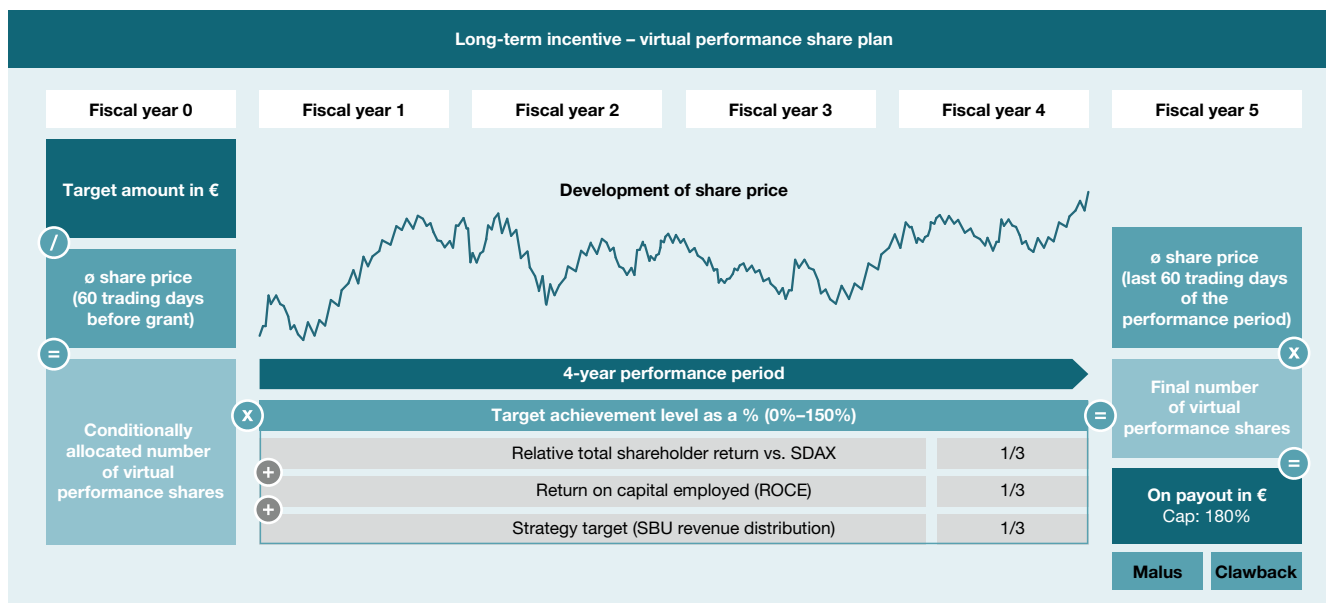 Long-term incentive – virtual performance share plan
Fiscal year 0
Fiscal year 1
Fiscal year 2
Fiscal year 3
Fiscal year 4
Fiscal year 5
Target amount in €
/
ø share price
(60 trading days
before grant)
=
Conditionally
allocated number
of virtual
performance shares
x
Development of share price
4-year performance period
Target achievement level as a % (0%–150%)
Relative total shareholder return vs. SDAX
1/3
+
Return on capital employed (ROCE)
1/3
+
Strategy target (SBU revenue distribution)
1/3
=
ø share price
(last 60 trading days
of the
performance period)
x
Final number
of virtual
performance shares
=
On payout in €
Cap: 180%
Malus
Clawback